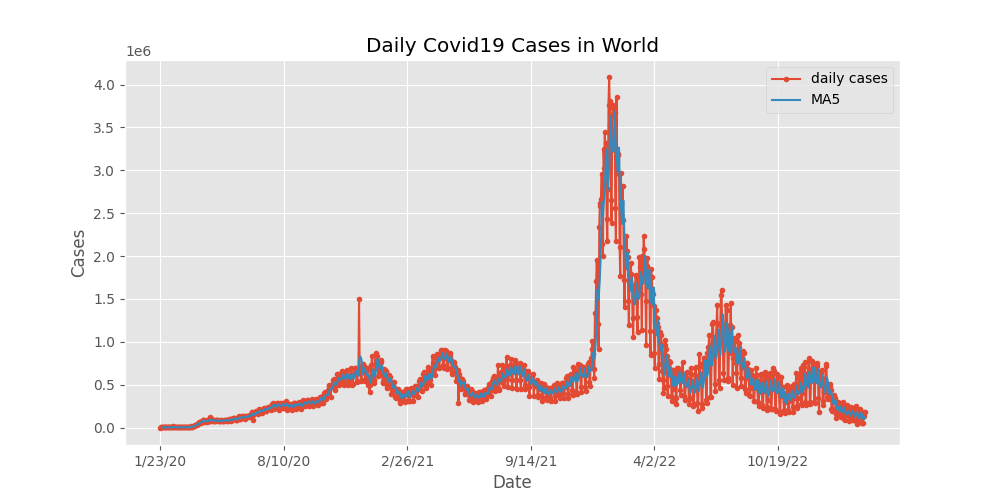 Daily Covid19 Cases in World
1e6
daily cases
MA5
4.0
3.5
3.0
2.5
2.0
1.5
1.0
0.5
0.0
Cases
1/23/20
8/10/20
2/26/21
9/14/21
4/2/22
10/19/22
Date